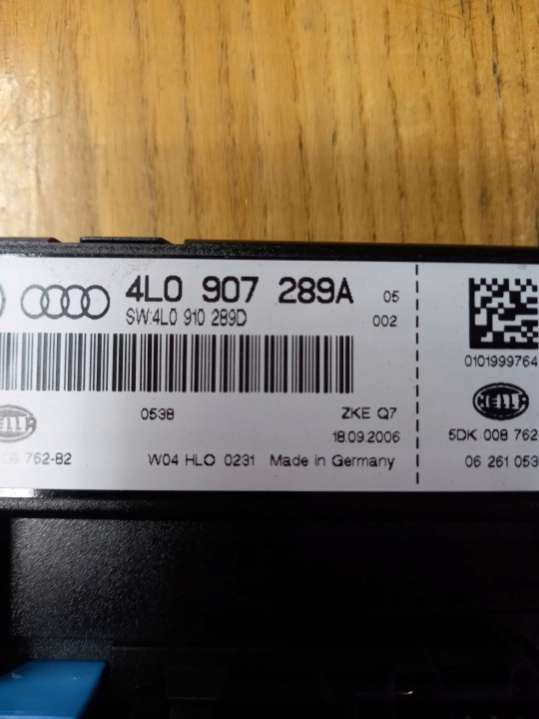 4L0 907 289A 05
SW:4L0 910 289D 002
0101999764
HELLA
0538 ZKE Q7
18.09.2006
5DK 008 762
762-82 W04 HLO 0231 Made in Germany
06 261 053